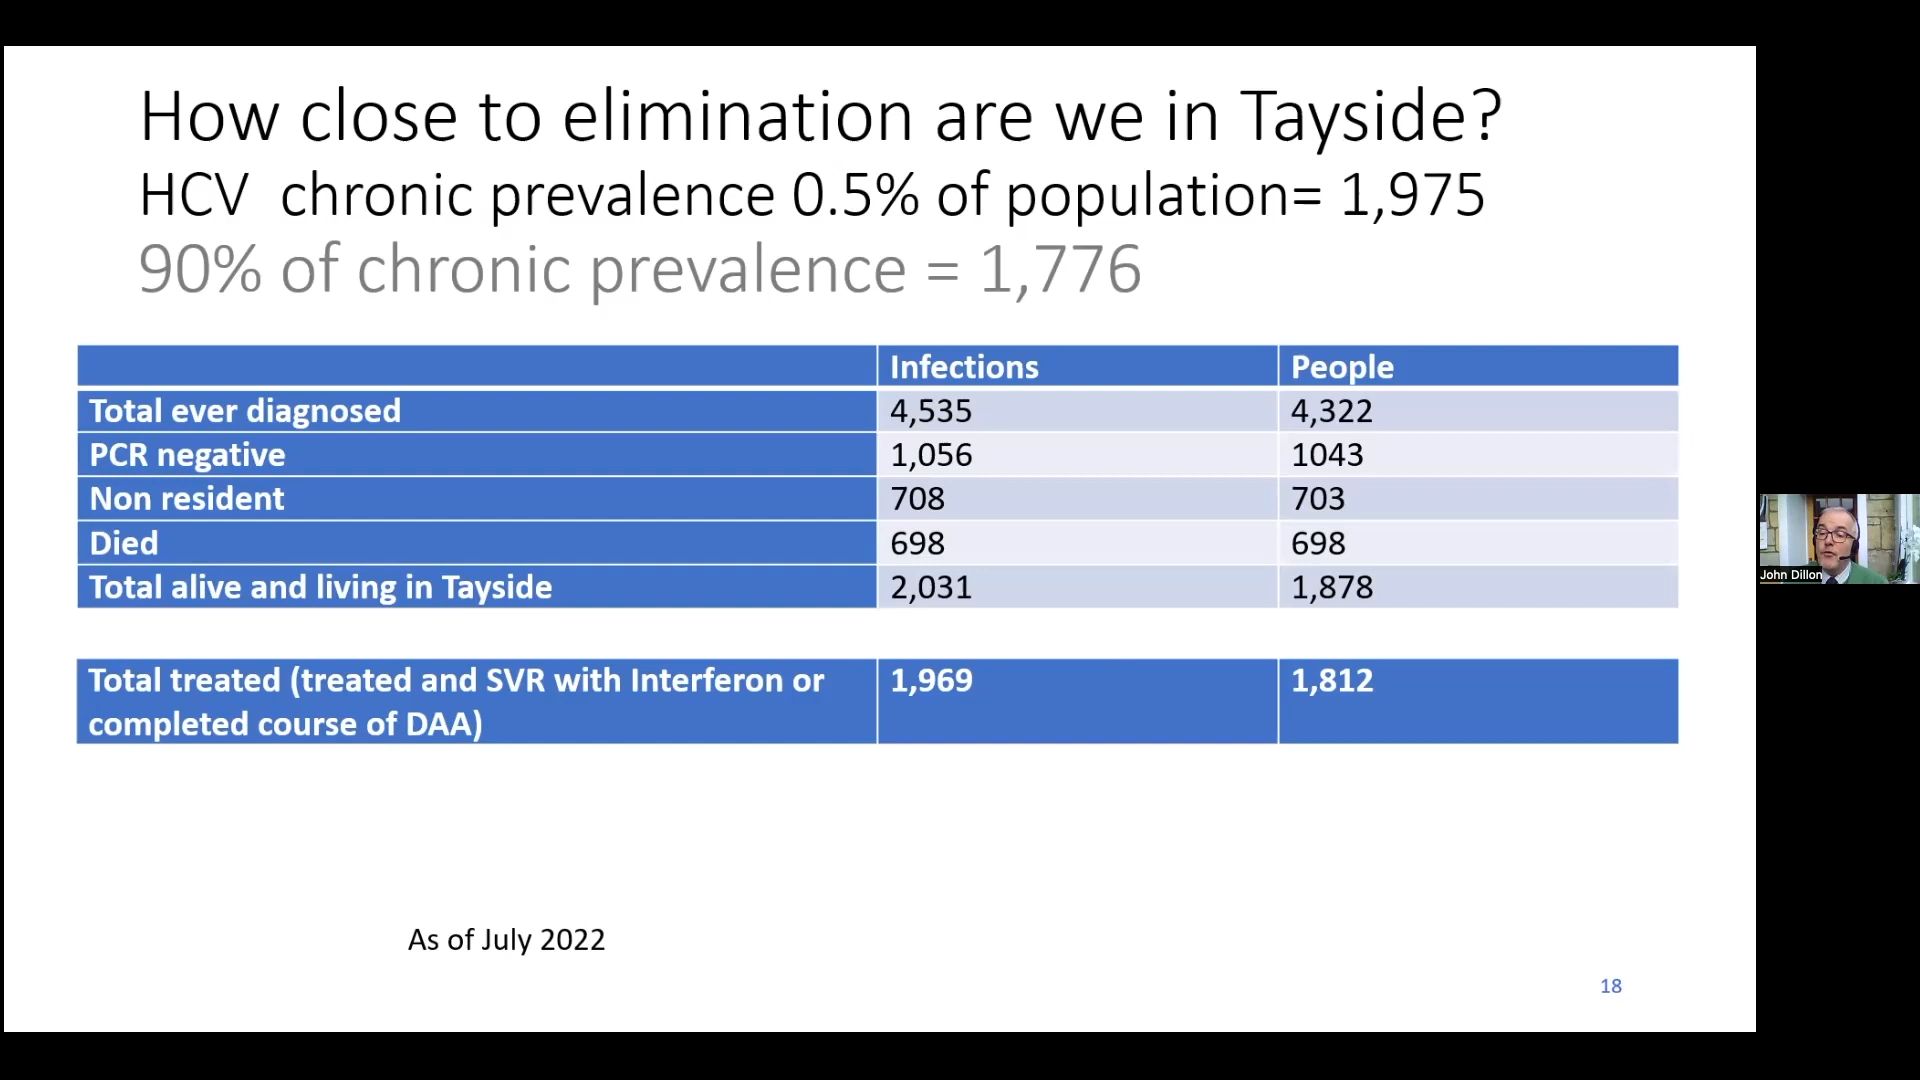 How close to elimination are we in Tayside?
HCV chronic prevalence 0.5% of population= 1,975
90% of chronic prevalence = 1,776
Infections People
Total ever diagnosed 4,535 4,322
PCR negative 1,056 1043
Non resident 708 703
Died 698 698
Total alive and living in Tayside 2,031 1,878
Total treated (treated and SVR with Interferon or 1,969 1,812
completed course of DAA)
John Dillon
As of July 2022
18